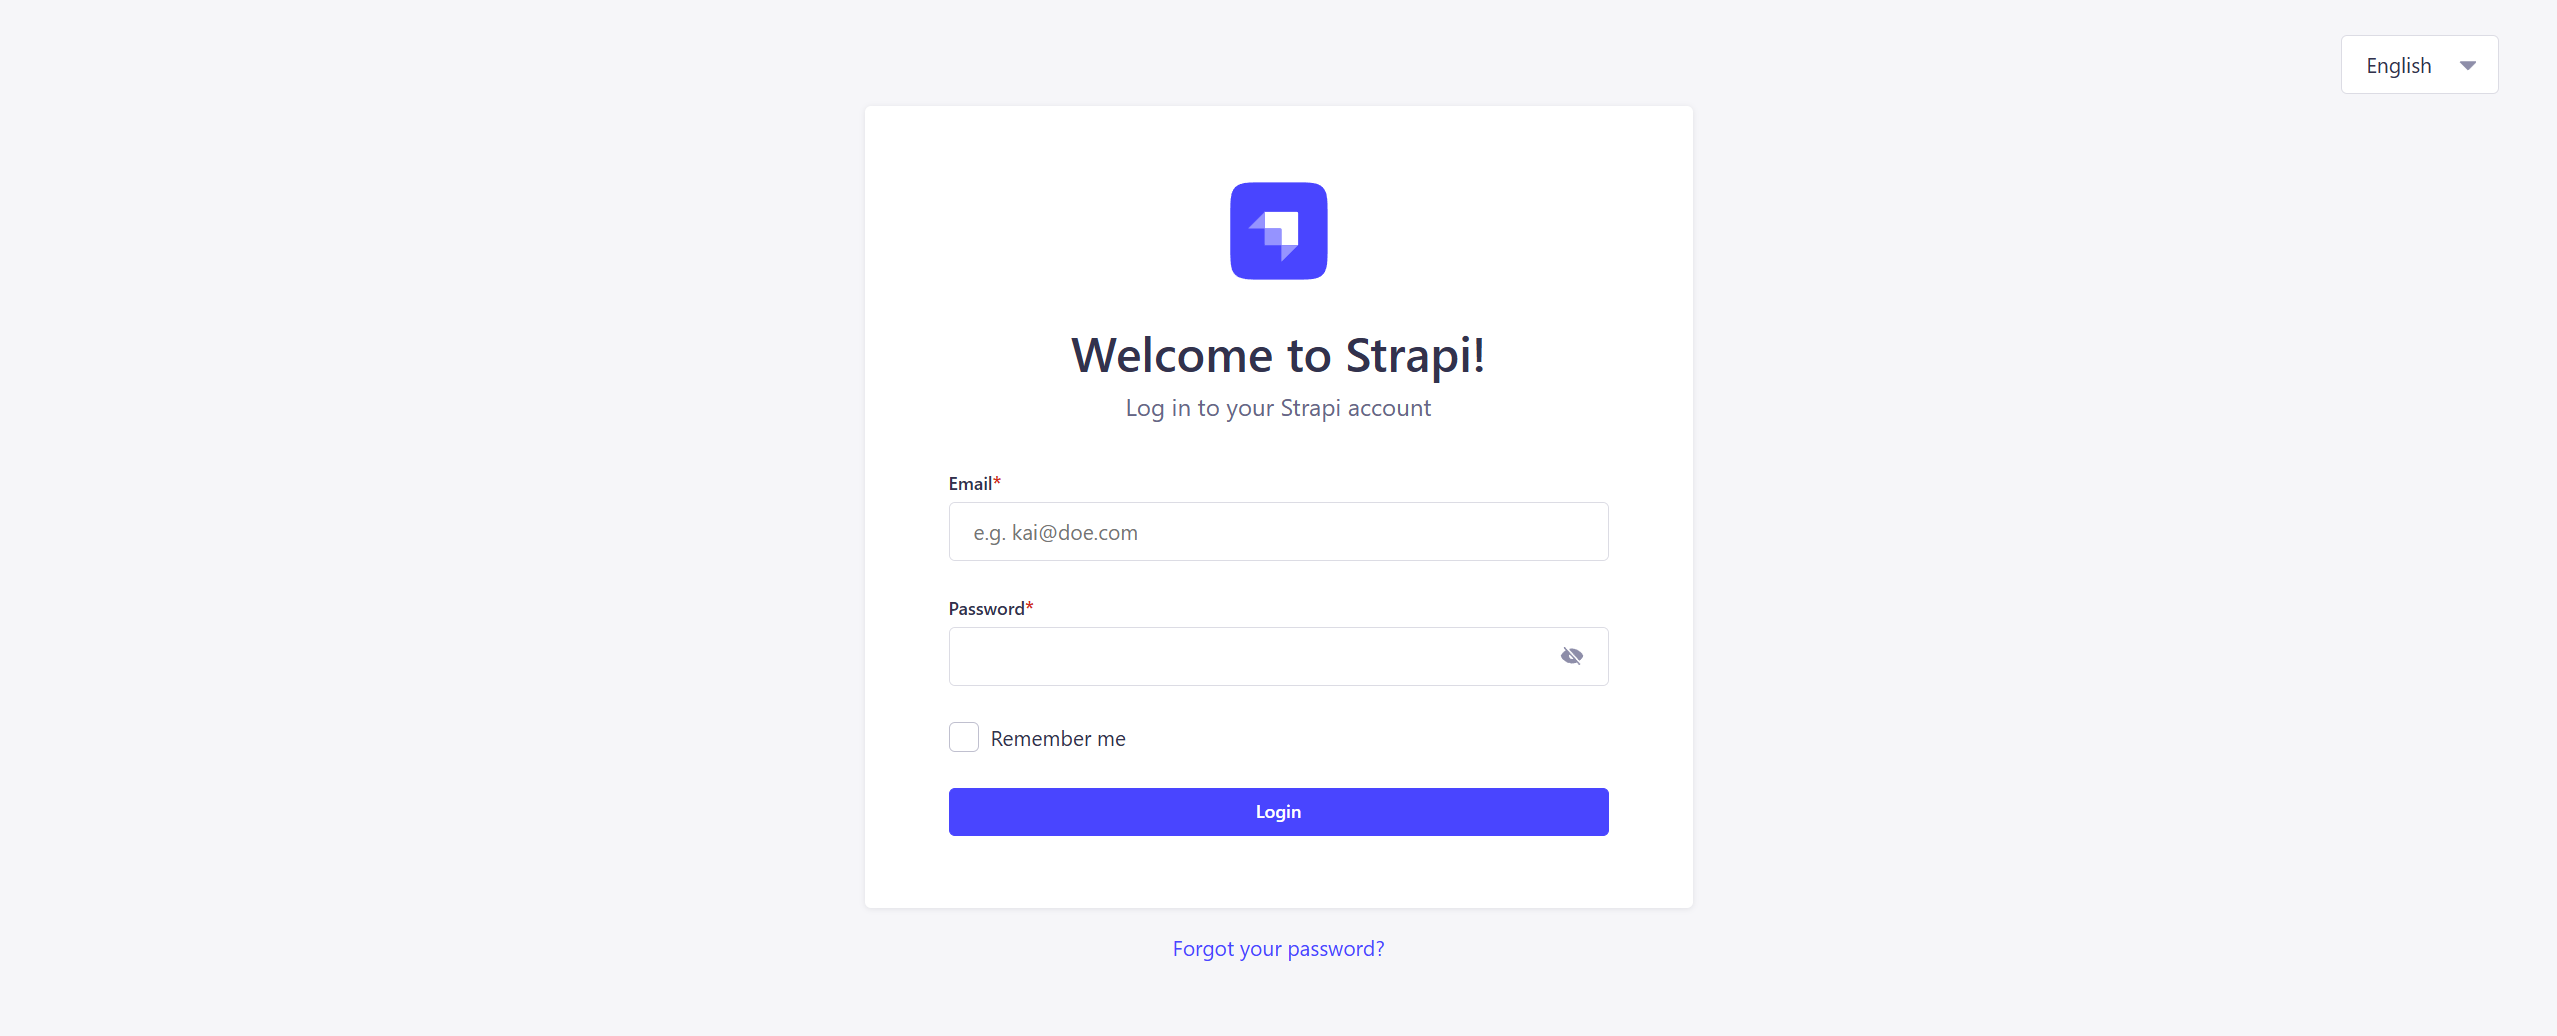 English
Welcome to Strapi!
Log in to your Strapi account
Email*
e.g. kai@doe.com
Password*
Remember me
Login
Forgot your password?